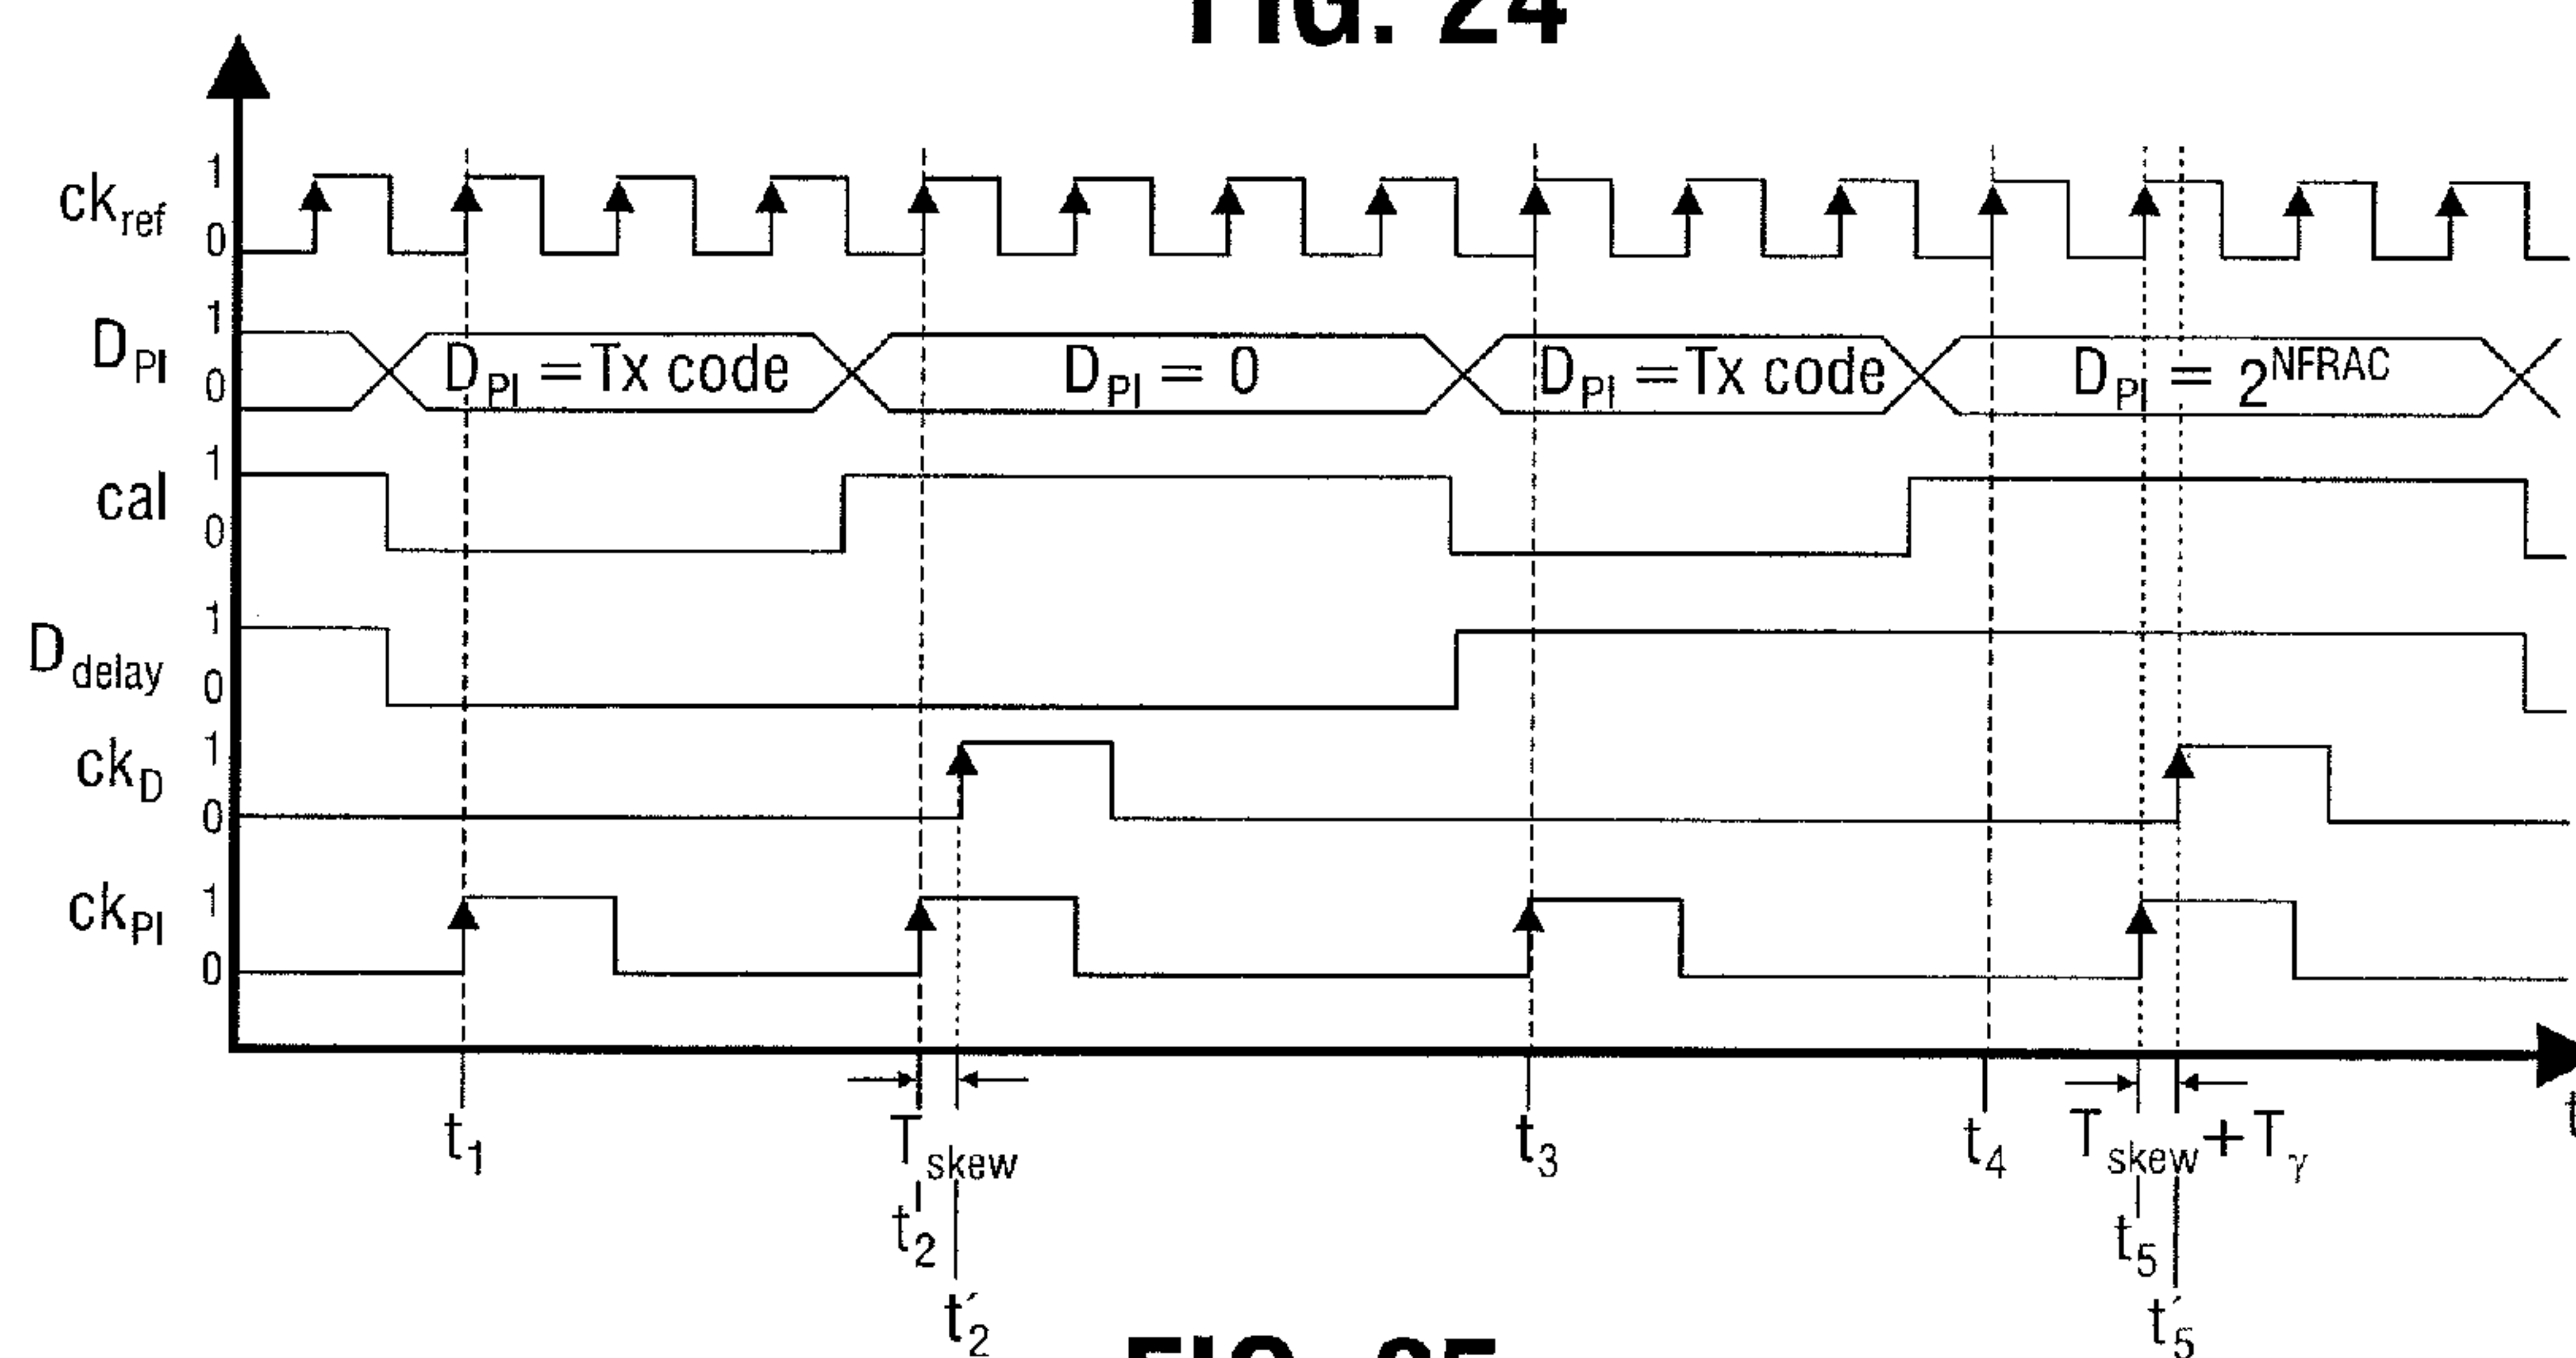 FIG. 24
ck_ref 1 0
D_PI 1 0 D_PI = Tx code D_PI = 0 D_PI = Tx code D_PI = 2^NFRAC
cal 1 0
D_delay 1 0
ck_D 1 0
ck_PI 1 0
t
t_1 T_skew t_3 t_4 T_skew + T_γ
t_2 t_5
t′_2 t′_5
FIG. 25